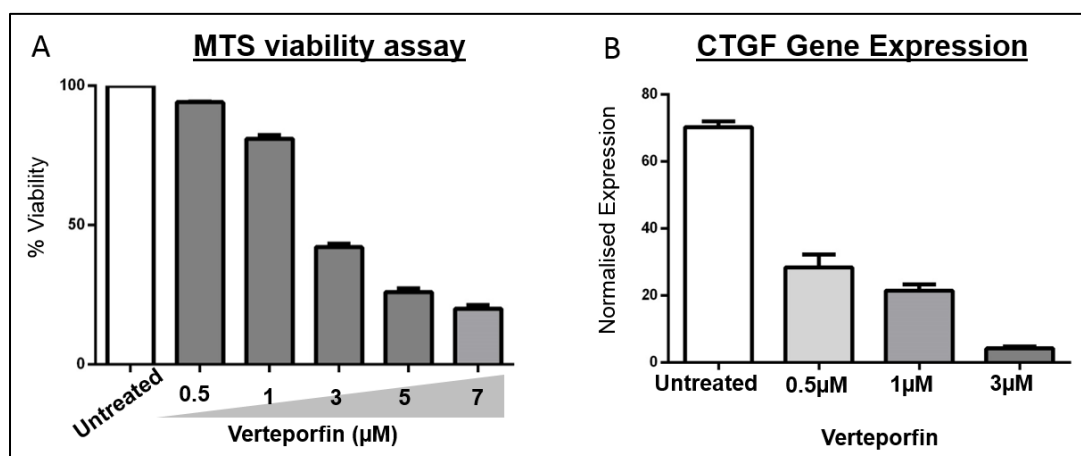 A
MTS viability assay
% Viability
100
50
0
Untreated
0.5
1
3
5
7
Verteporfin (µM)
B
CTGF Gene Expression
Normalised Expression
80
60
40
20
0
Untreated
0.5µM
1µM
3µM
Verteporfin